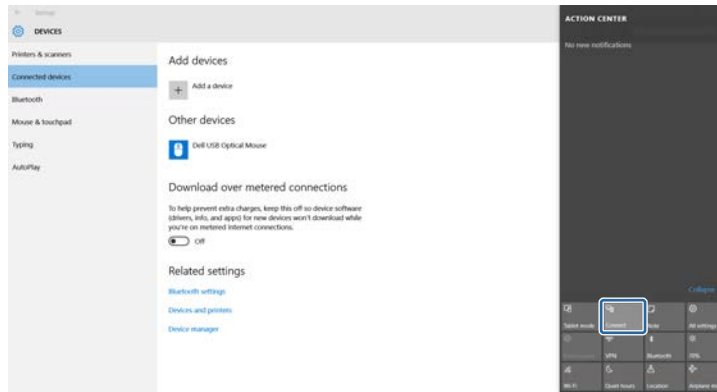 Settings
DEVICES
Printers & scanners
Connected devices
Bluetooth
Mouse & touchpad
Typing
AutoPlay
Add devices
Add a device
Other devices
Dell USB Optical Mouse
Download over metered connections
To help prevent extra charges, keep this off so device software
(drivers, info, and apps) for new devices won't download while
you're on metered Internet connections.
Off
Related settings
Bluetooth settings
Devices and printers
Device manager
ACTION CENTER
No new notifications
Collapse
Tablet mode
Connect
Note
All settings
VPN
Bluetooth
70%
Wi-Fi
Quiet hours
Location
Airplane m